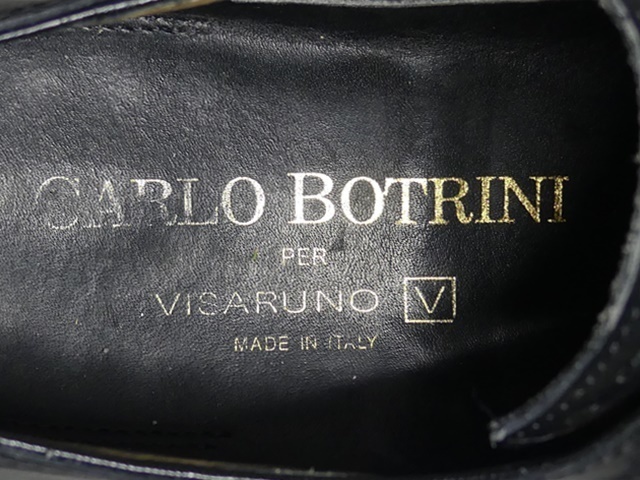 CARLO BOTRINI
PER
VISARUNO V
MADE IN ITALY